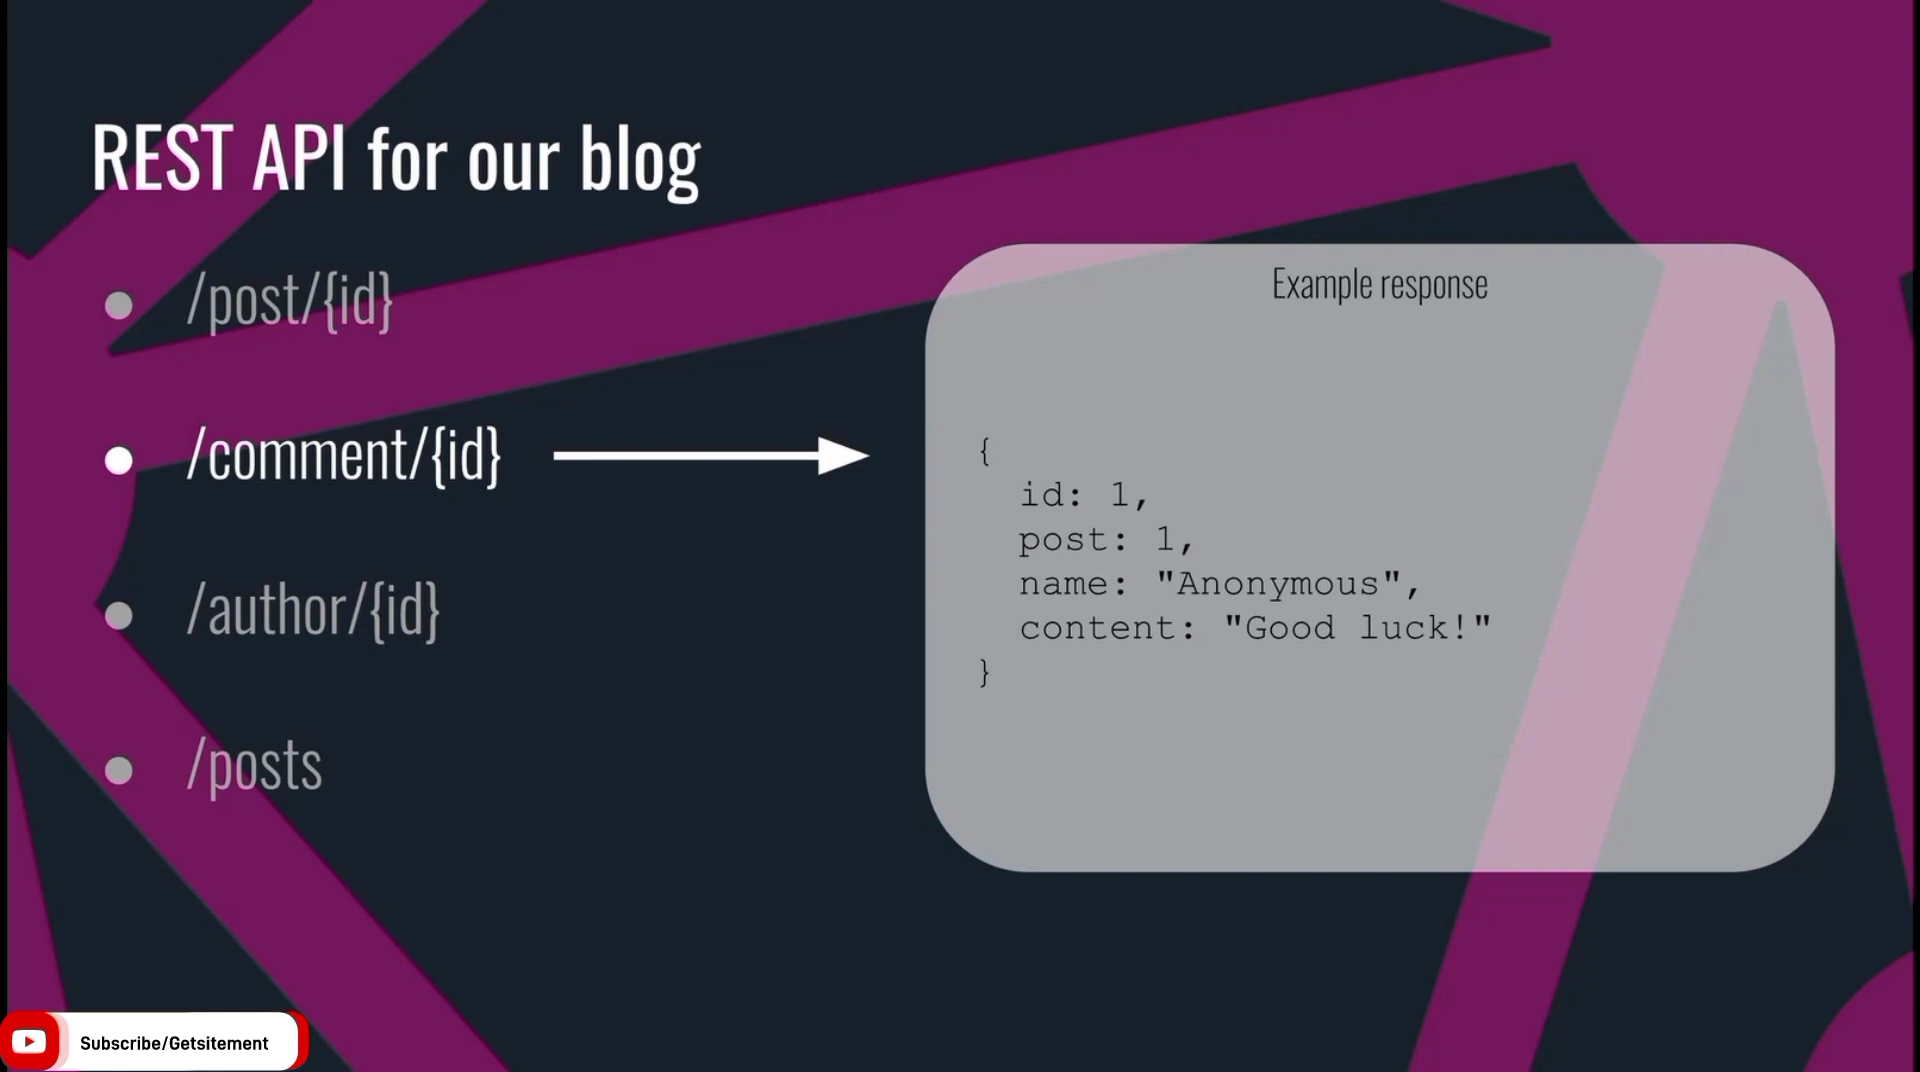 REST API for our blog
/post/{id}
/comment/{id}
/author/{id}
/posts
Example response
{
id: 1,
post: 1,
name: "Anonymous",
content: "Good luck!"
}
Subscribe/Getsitement